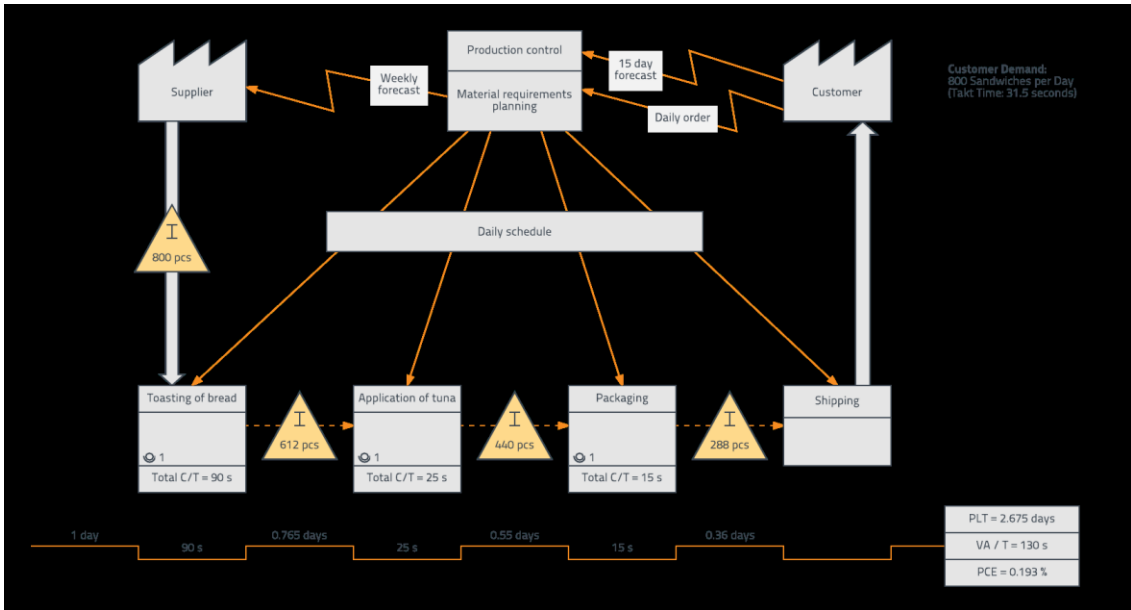 Production control
Material requirements
planning
Supplier
Weekly
forecast
15 day
forecast
Daily order
Customer
Customer Demand:
800 Sandwiches per Day
(Takt Time: 31.5 seconds)
I
800 pcs
Daily schedule
Toasting of bread
1
Total C/T = 90 s
I
612 pcs
Application of tuna
1
Total C/T = 25 s
I
440 pcs
Packaging
1
Total C/T = 15 s
I
288 pcs
Shipping
1 day
90 s
0.765 days
25 s
0.55 days
15 s
0.36 days
PLT = 2.675 days
VA / T = 130 s
PCE = 0.193 %